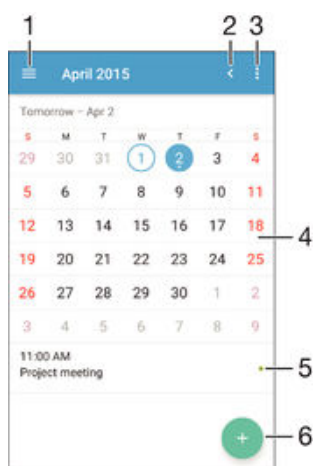 1 2 3
April 2015
Tomorrow – Apr 2
S M T W T F S
29 30 31 1 2 3 4
5 6 7 8 9 10 11
12 13 14 15 16 17 18
4
19 20 21 22 23 24 25
26 27 28 29 30 1 2
3 4 5 6 7 8 9
11:00 AM
Project meeting
5
6